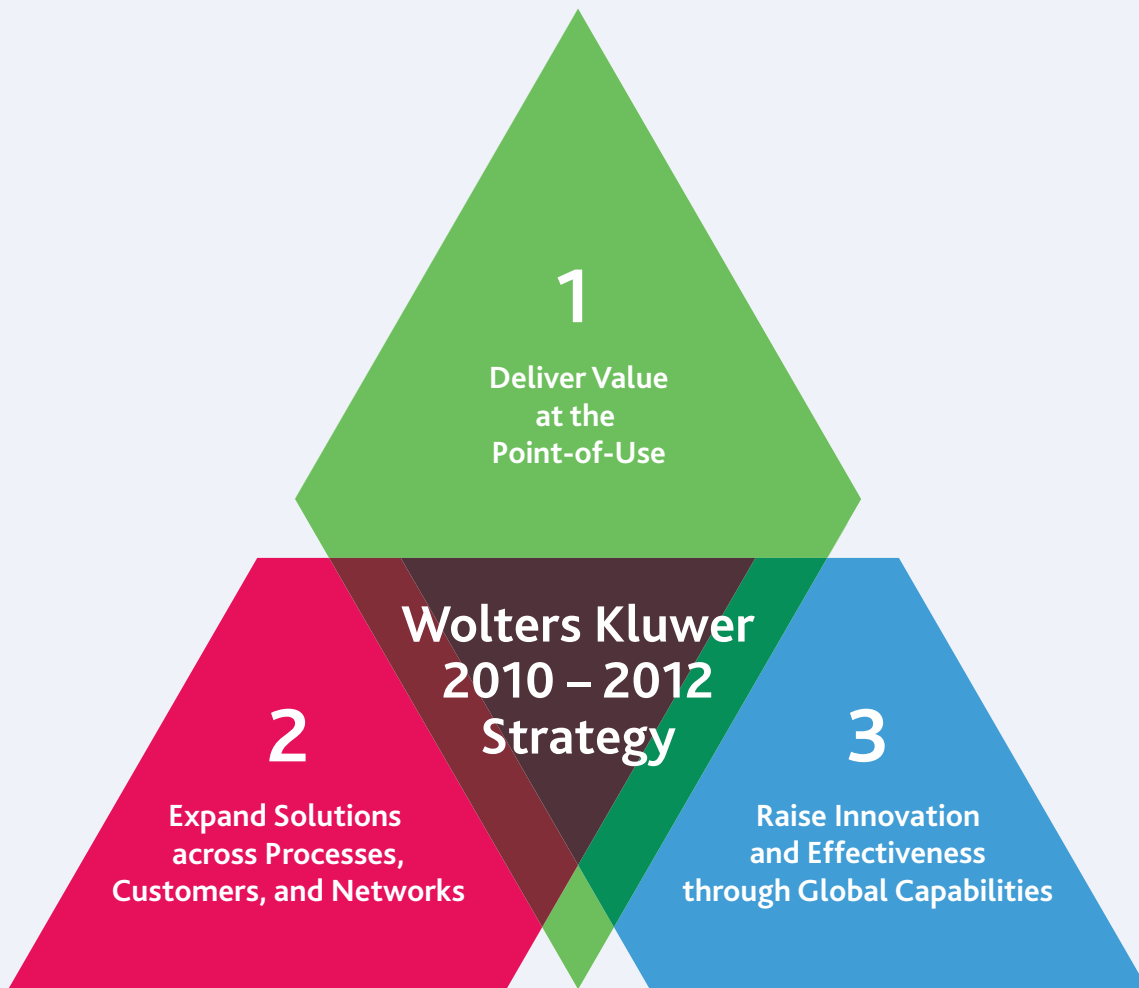 1
Deliver Value
at the
Point-of-Use
Wolters Kluwer
2010 – 2012
Strategy
2
Expand Solutions
across Processes,
Customers, and Networks
3
Raise Innovation
and Effectiveness
through Global Capabilities